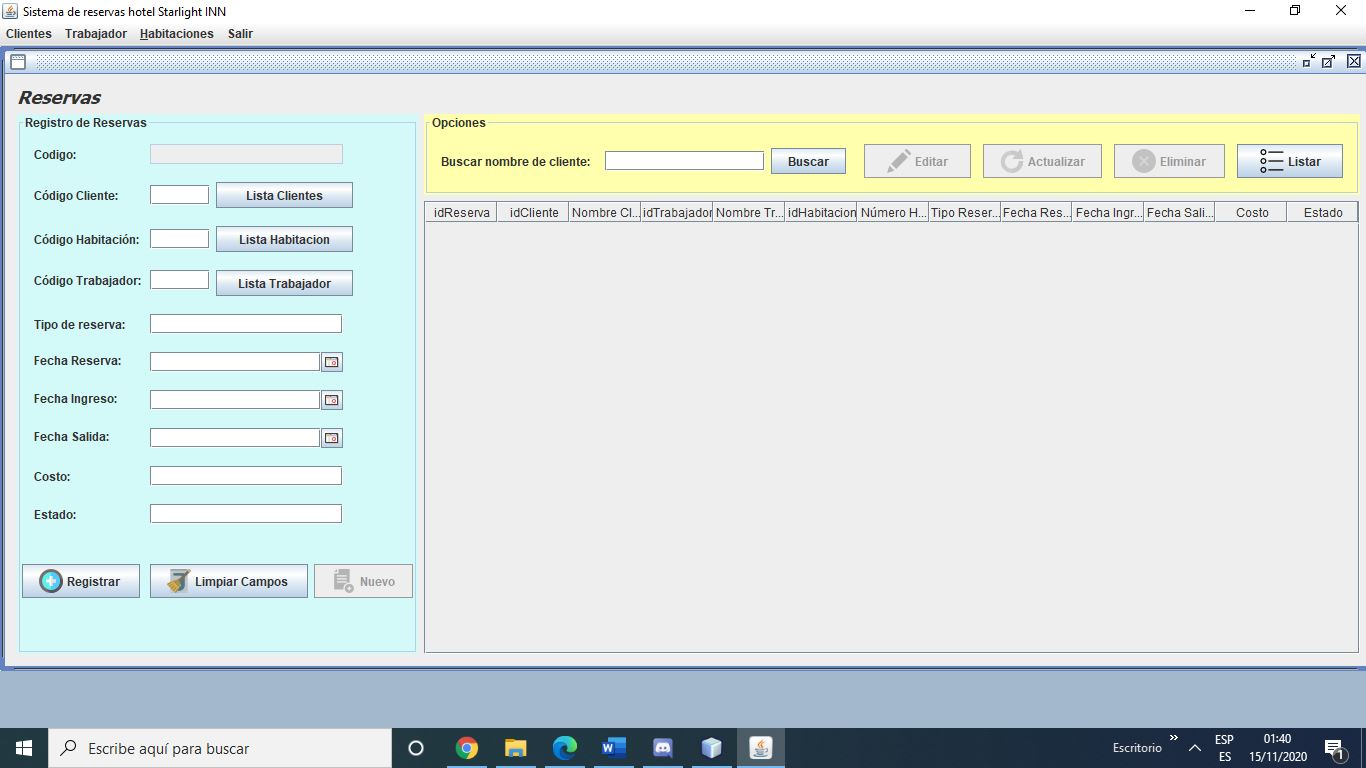 Sistema de reservas hotel Starlight INN
Clientes Trabajador Habitaciones Salir
Reservas
Registro de Reservas
Codigo:
Código Cliente: Lista Clientes
Código Habitación: Lista Habitacion
Código Trabajador: Lista Trabajador
Tipo de reserva:
Fecha Reserva:
Fecha Ingreso:
Fecha Salida:
Costo:
Estado:
Registrar Limpiar Campos Nuevo
Opciones
Buscar nombre de cliente: Buscar Editar Actualizar Eliminar Listar
idReserva idCliente Nombre Cl... idTrabajador Nombre Tr... idHabitacion Número H... Tipo Reser... Fecha Res... Fecha Ingr... Fecha Sali... Costo Estado
Escribe aquí para buscar
Escritorio
ESP
ES
01:40
15/11/2020
1